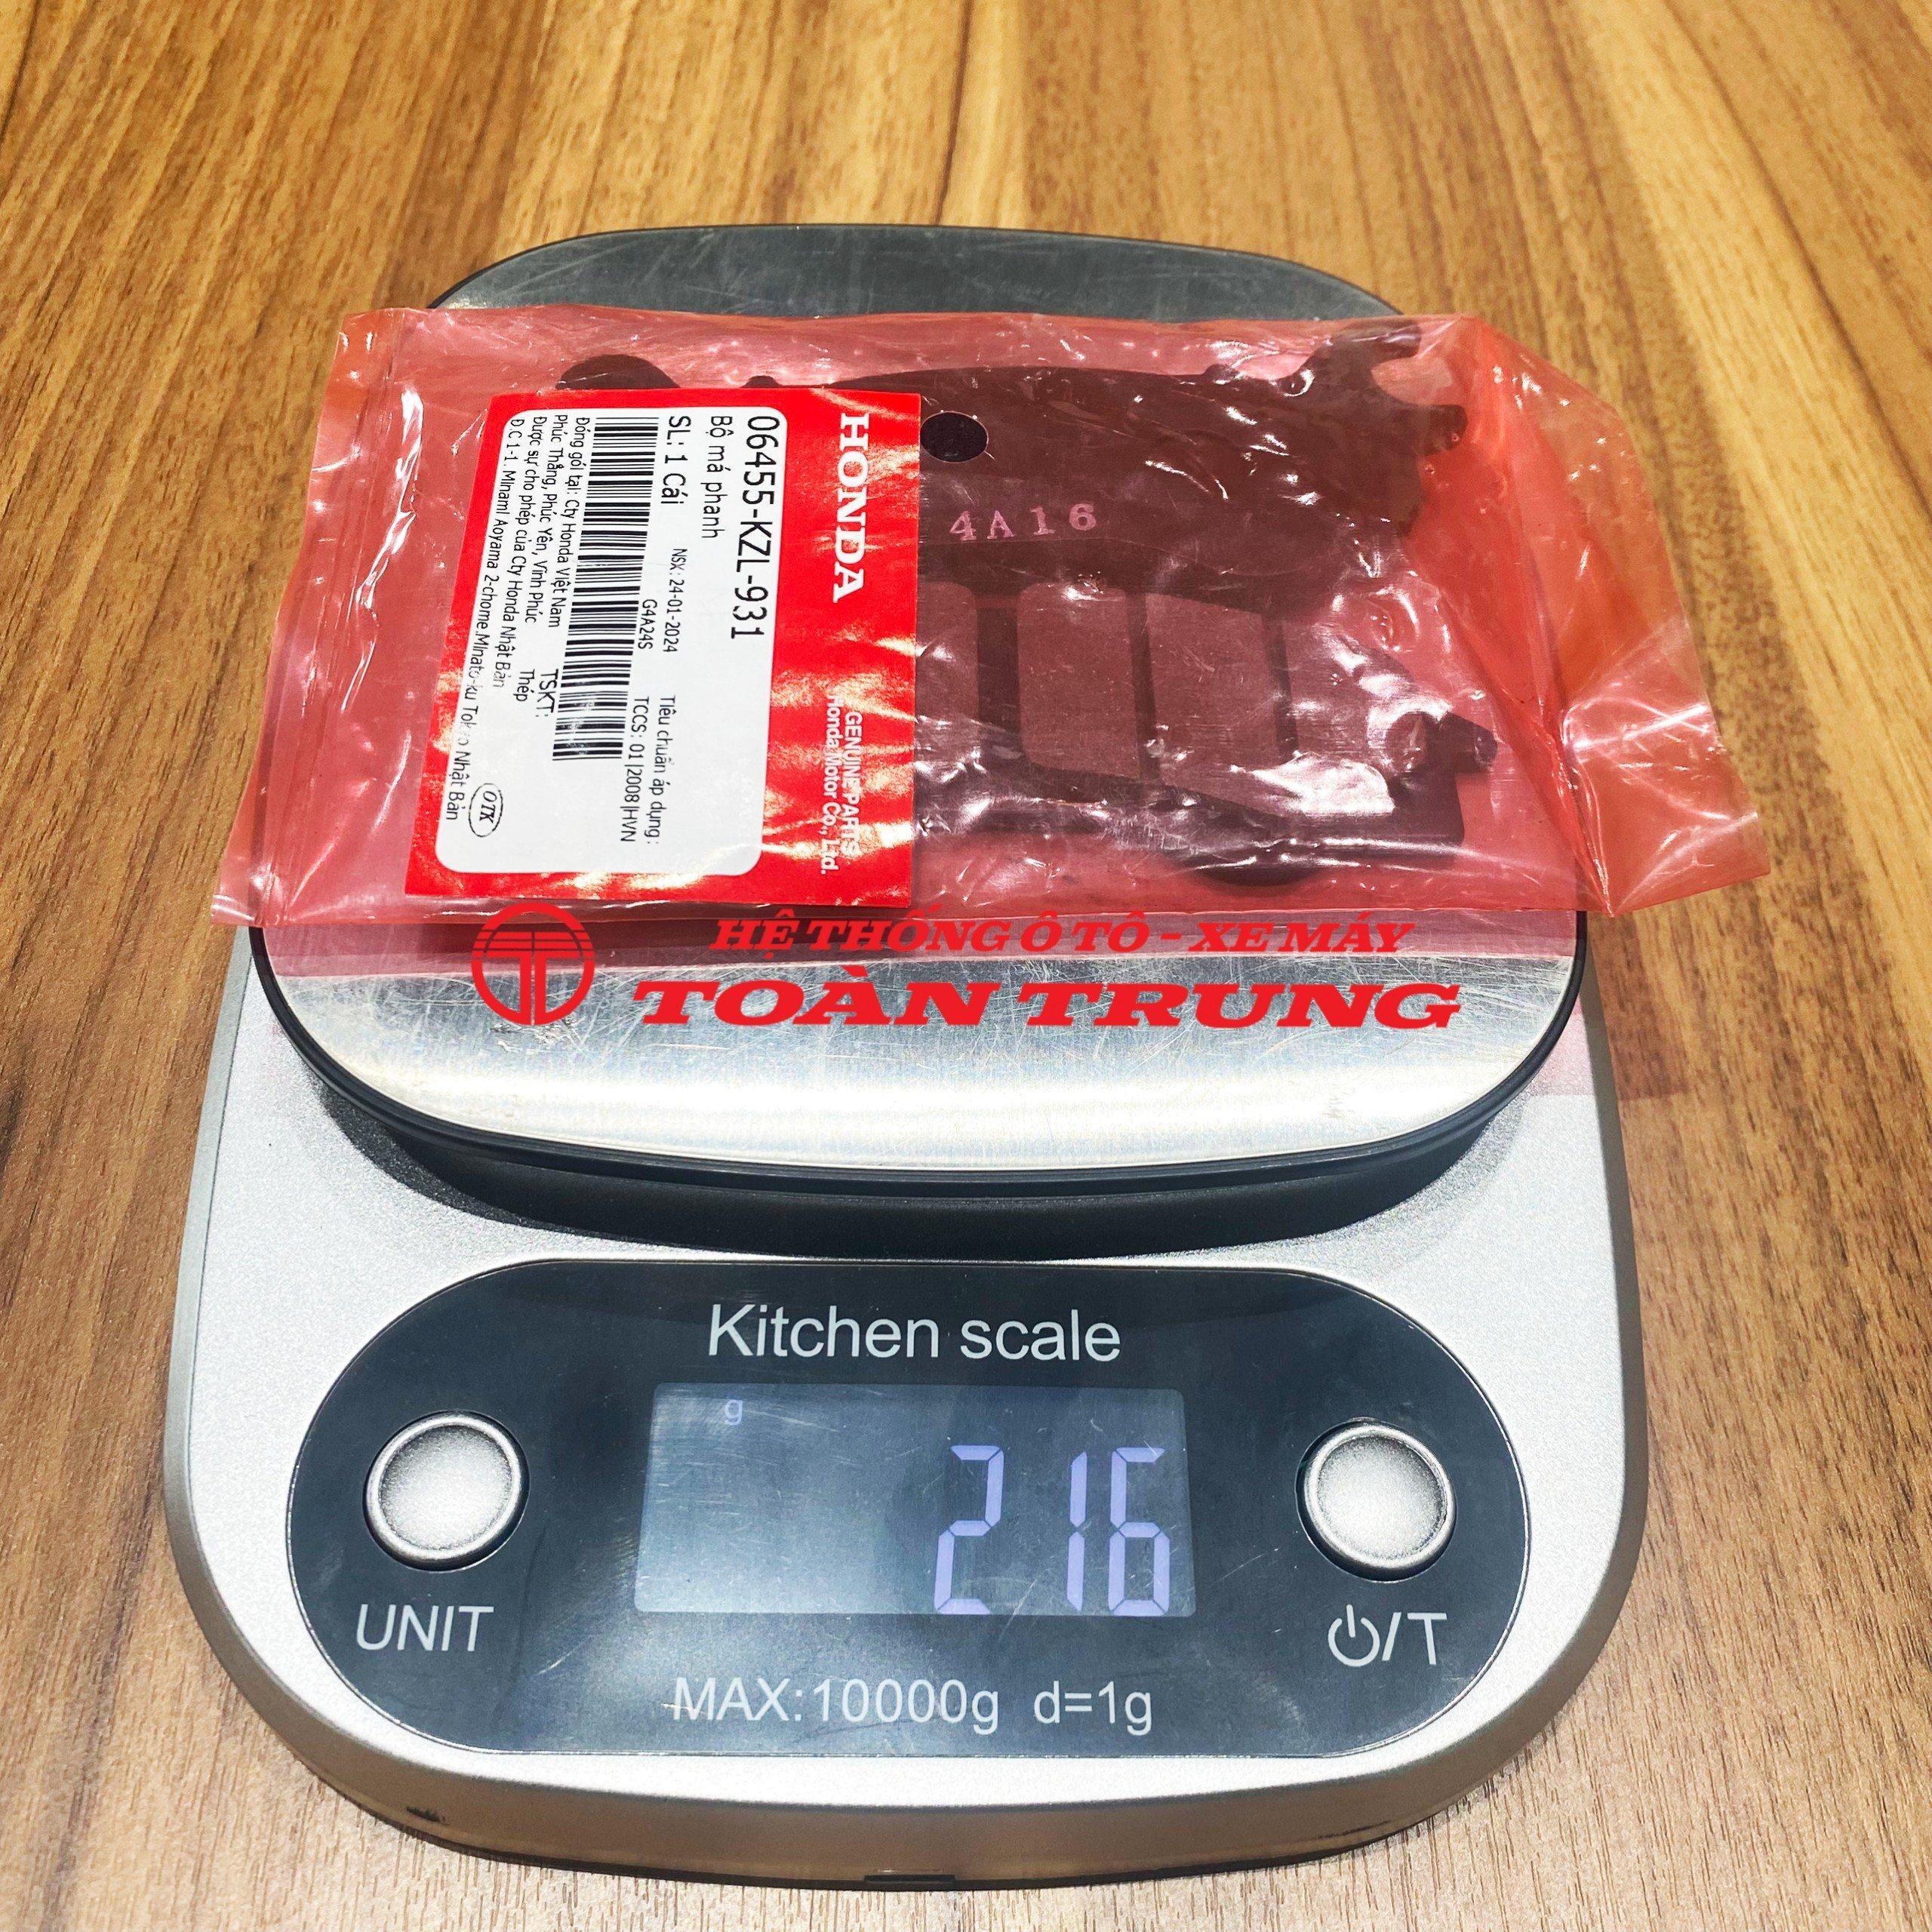 HONDA
GENUINE PARTS
Honda Motor Co., Ltd.
06455-KZL-931
Bộ má phanh
SL: 1 Cái
NSX: 24-01-2024
G4A24S
Tiêu chuẩn áp dụng:
TCCS: 01|2008|HVN
Đóng gói tại: Cty Honda Việt Nam
Phúc Thắng, Phúc Yên, Vĩnh Phúc
Được sự cho phép của Cty Honda Nhật Bản
Đ.C 1-1. Minami Aoyama 2-chome.Minato-ku Tokyo Nhật Bản
TSKT:
Thép
OTK
4A16
HỆ THỐNG Ô TÔ - XE MÁY
TOÀN TRUNG
Kitchen scale
g
216
UNIT
/T
MAX:10000g d=1g